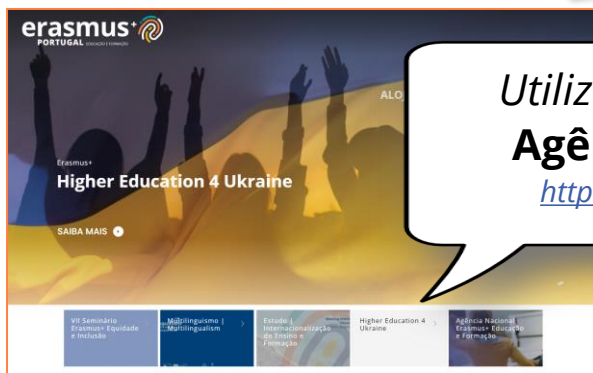 erasmus+
PORTUGAL EDUCAÇÃO E FORMAÇÃO
ALO
Utiliz
Agê
http
Erasmus+
Higher Education 4 Ukraine
SAIBA MAIS
VII Seminário
Erasmus+ Equidade
e Inclusão
Multilinguismo |
Multilingualism
Estudo |
Internacionalização
do Ensino e
Formação
Higher Education 4
Ukraine
Agência Nacional
Erasmus+ Educação
e Formação